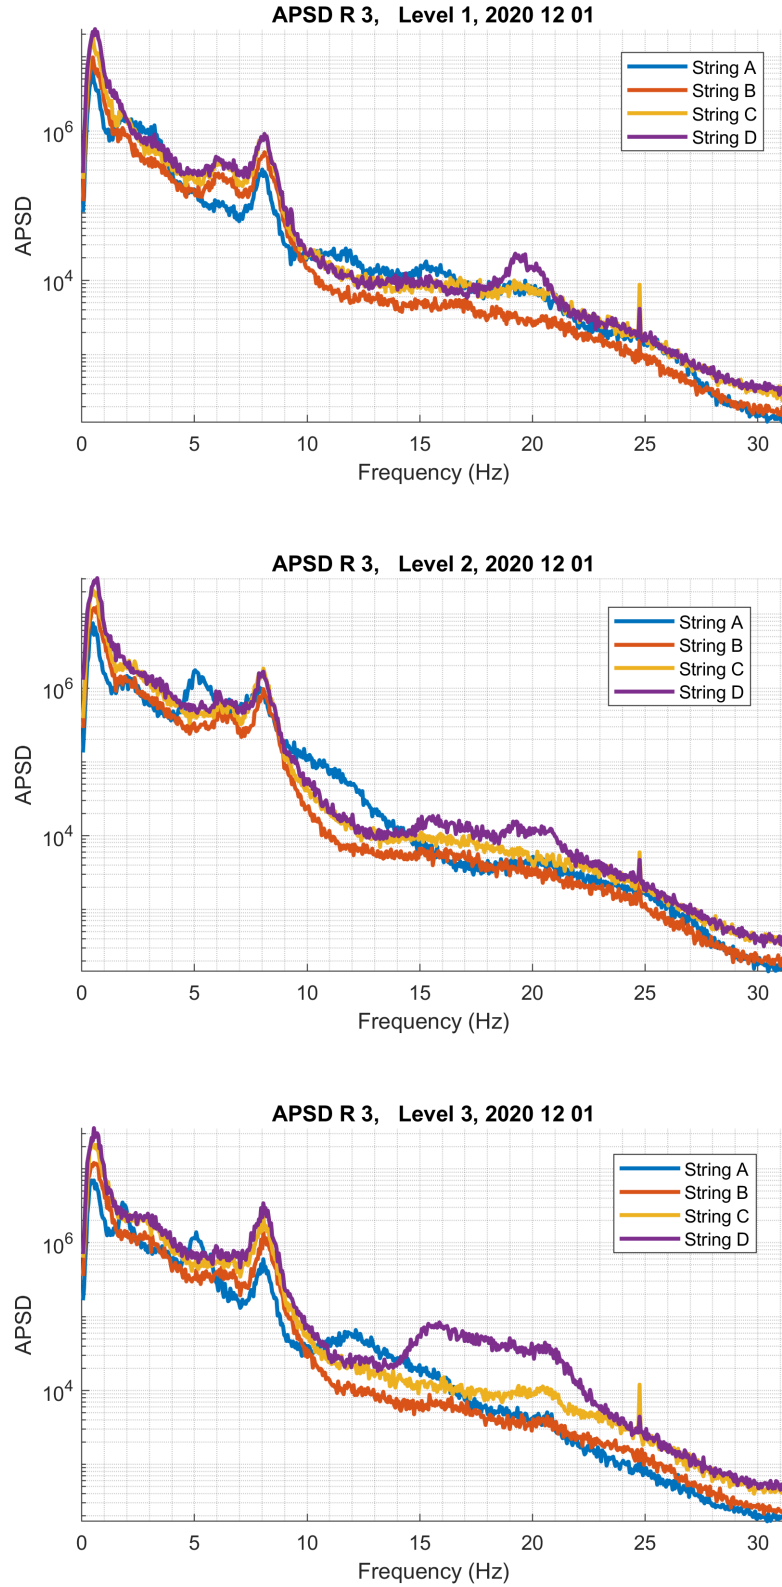 APSD R 3,   Level 1, 2020 12 01
String A
String B
String C
String D
10^6
10^4
APSD
0 5 10 15 20 25 30
Frequency (Hz)
APSD R 3,   Level 2, 2020 12 01
String A
String B
String C
String D
10^6
10^4
APSD
0 5 10 15 20 25 30
Frequency (Hz)
APSD R 3,   Level 3, 2020 12 01
String A
String B
String C
String D
10^6
10^4
APSD
0 5 10 15 20 25 30
Frequency (Hz)